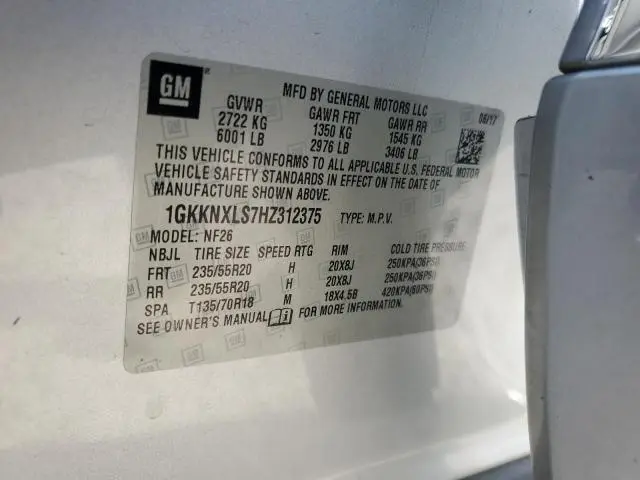 GM
MFD BY GENERAL MOTORS LLC
06/17
GVWR GAWR FRT GAWR RR
2722 KG 1350 KG 1545 KG
6001 LB 2976 LB 3406 LB
THIS VEHICLE CONFORMS TO ALL APPLICABLE U.S. FEDERAL MOTOR
VEHICLE SAFETY STANDARDS IN EFFECT ON THE DATE OF
MANUFACTURE SHOWN ABOVE.
1GKKNXLS7HZ312375 TYPE: M.P.V.
MODEL: NF26
NBJL TIRE SIZE SPEED RTG RIM COLD TIRE PRESSURE
FRT 235/55R20 H 20X8J 250KPA(36PSI)
RR 235/55R20 H 20X8J 250KPA(36PSI)
SPA T135/70R18 M 18X4.5B 420KPA(60PSI)
SEE OWNER'S MANUAL FOR MORE INFORMATION.